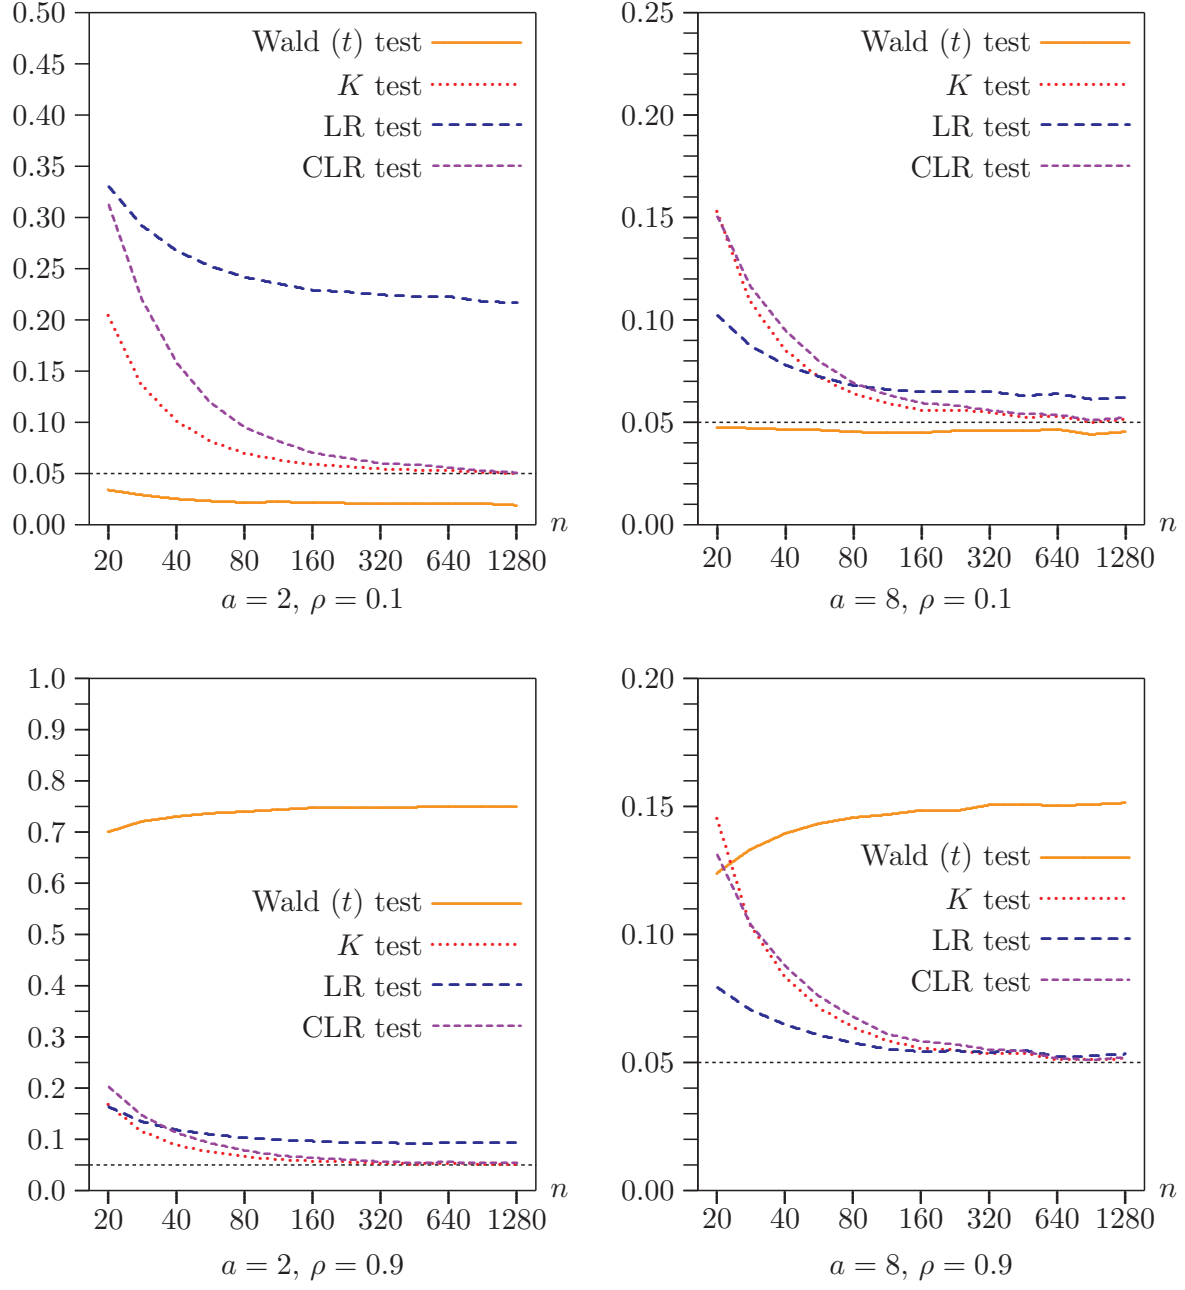 0.50
0.45
0.40
0.35
0.30
0.25
0.20
0.15
0.10
0.05
0.00
Wald (t) test
K test
LR test
CLR test
20 40 80 160 320 640 1280
n
a = 2, ρ = 0.1
0.25
0.20
0.15
0.10
0.05
0.00
Wald (t) test
K test
LR test
CLR test
20 40 80 160 320 640 1280
n
a = 8, ρ = 0.1
1.0
0.9
0.8
0.7
0.6
0.5
0.4
0.3
0.2
0.1
0.0
Wald (t) test
K test
LR test
CLR test
20 40 80 160 320 640 1280
n
a = 2, ρ = 0.9
0.20
0.15
0.10
0.05
0.00
Wald (t) test
K test
LR test
CLR test
20 40 80 160 320 640 1280
n
a = 8, ρ = 0.9